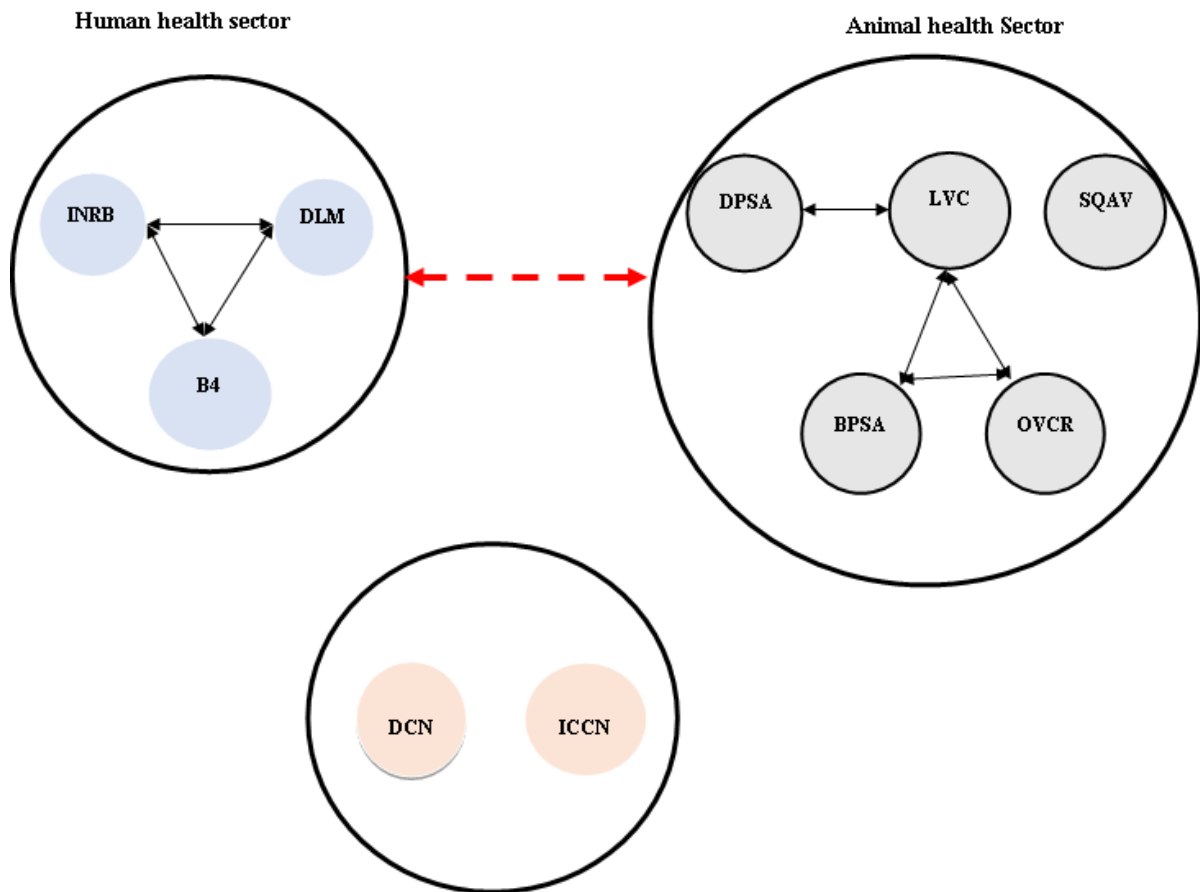 Human health sector
Animal health Sector
INRB
DLM
B4
DPSA
LVC
SQAV
BPSA
OVCR
DCN
ICCN